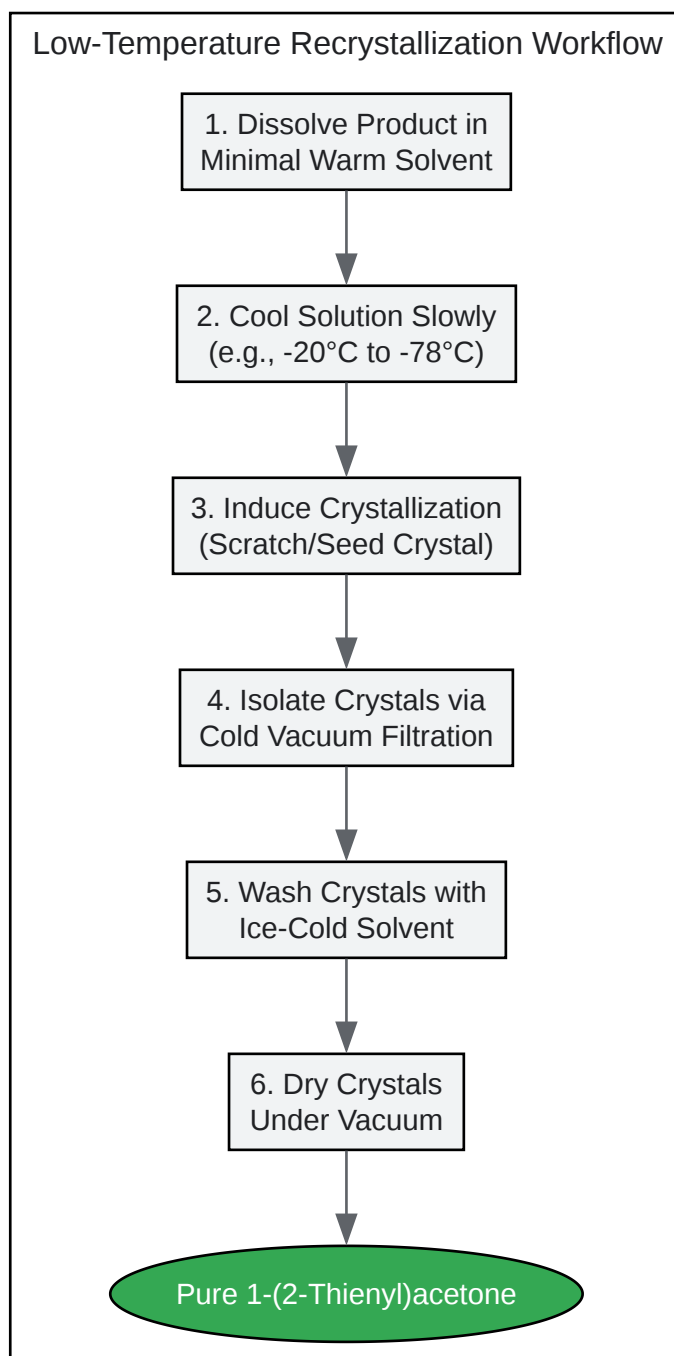 Low-Temperature Recrystallization Workflow
1. Dissolve Product in
Minimal Warm Solvent
2. Cool Solution Slowly
(e.g., -20°C to -78°C)
3. Induce Crystallization
(Scratch/Seed Crystal)
4. Isolate Crystals via
Cold Vacuum Filtration
5. Wash Crystals with
Ice-Cold Solvent
6. Dry Crystals
Under Vacuum
Pure 1-(2-Thienyl)acetone